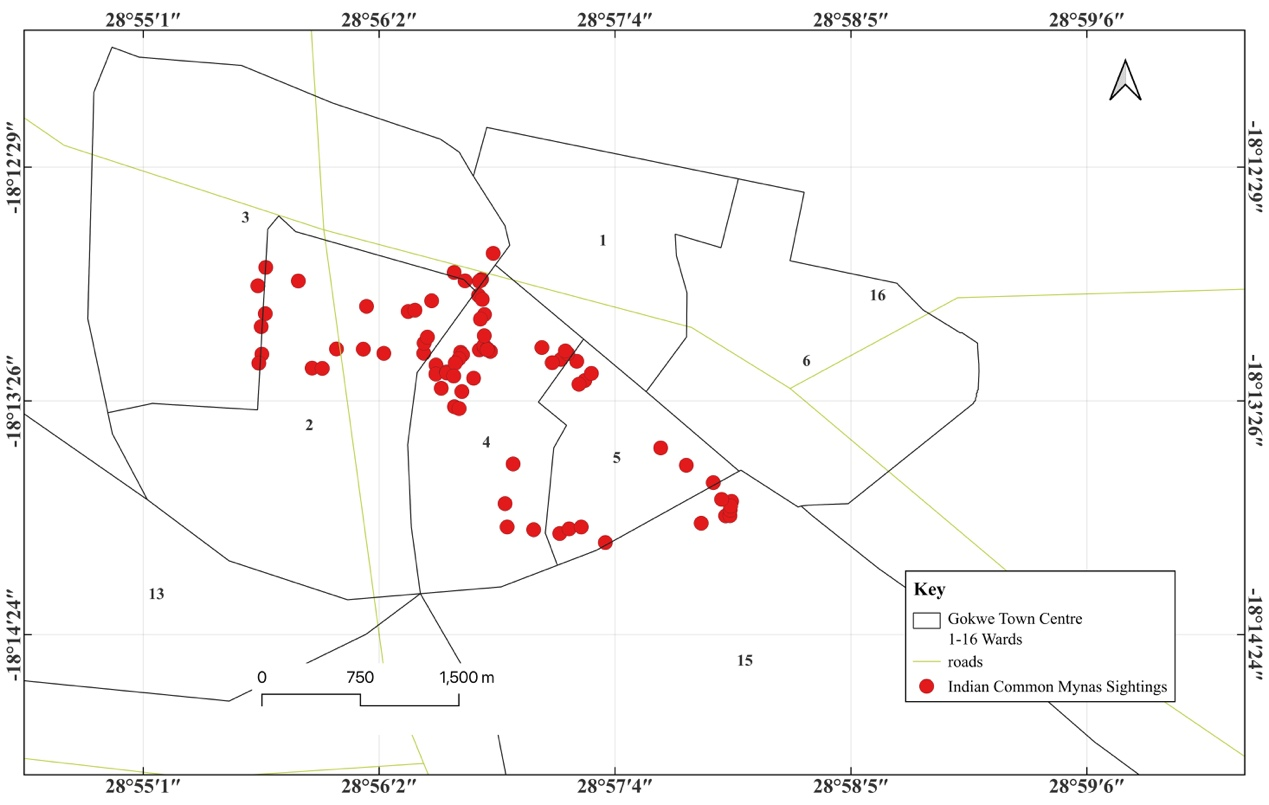 28°55′1″ 28°56′2″ 28°57′4″ 28°58′5″ 28°59′6″
-18°12′29″ -18°12′29″
3
1
16
6
-18°13′26″ -18°13′26″
2
4
5
13
Key
Gokwe Town Centre
1-16 Wards
roads
Indian Common Mynas Sightings
-18°14′24″ -18°14′24″
15
0 750 1,500 m
28°55′1″ 28°56′2″ 28°57′4″ 28°58′5″ 28°59′6″